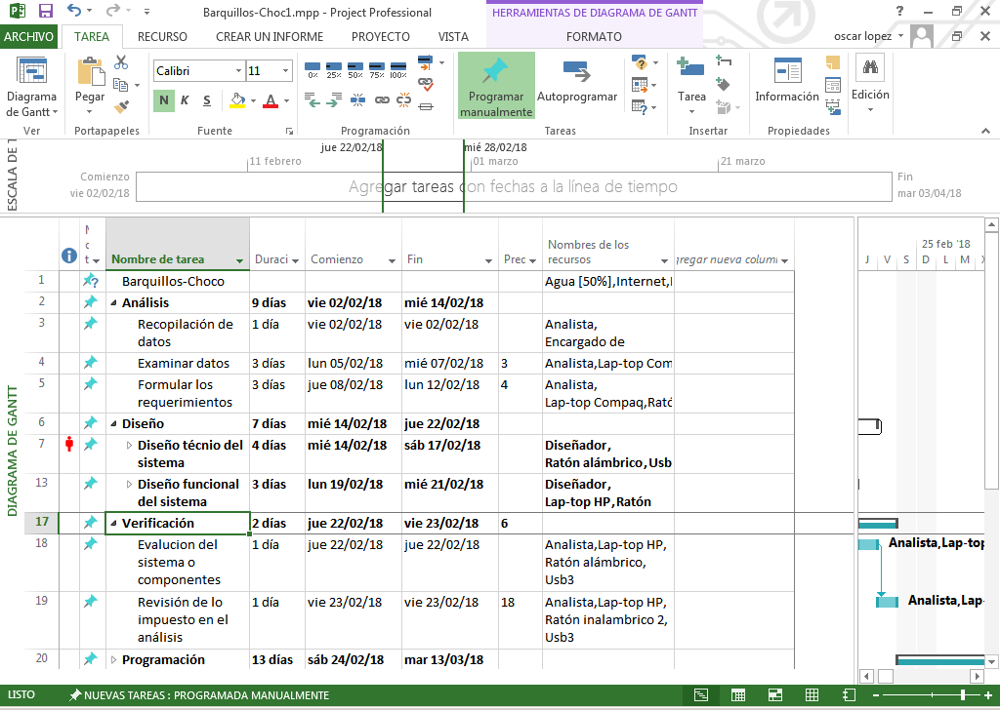 Barquillos-Choc1.mpp - Project Professional
HERRAMIENTAS DE DIAGRAMA DE GANTT
ARCHIVO TAREA RECURSO CREAR UN INFORME PROYECTO VISTA FORMATO oscar lopez
Diagrama de Gantt
Ver
Pegar
Portapapeles
Calibri 11
N K S
Fuente
0% 25% 50% 75% 100%
Programación
Programar manualmente
Autoprogramar
Tareas
Tarea
Insertar
Información
Propiedades
Edición
ESCALA DE T
jue 22/02/18 mié 28/02/18
11 febrero 01 marzo 21 marzo
Comienzo
vie 02/02/18
Agregar tareas con fechas a la línea de tiempo
Fin
mar 03/04/18
DIAGRAMA DE GANTT
Nombre de tarea Duraci Comienzo Fin Prec Nombres de los recursos gregar nueva column
25 feb '18
J V S D L M
1 Barquillos-Choco Agua [50%],Internet,
2 Análisis 9 días vie 02/02/18 mié 14/02/18
3 Recopilación de 1 día vie 02/02/18 vie 02/02/18 Analista,
datos Encargado de
4 Examinar datos 3 días lun 05/02/18 mié 07/02/18 3 Analista,Lap-top Com
5 Formular los 3 días jue 08/02/18 lun 12/02/18 4 Analista,
requerimientos Lap-top Compaq,Rató
6 Diseño 7 días mié 14/02/18 jue 22/02/18
7 Diseño técnio del 4 días mié 14/02/18 sáb 17/02/18 Diseñador,
sistema Ratón alámbrico,Usb
13 Diseño funcional 3 días lun 19/02/18 mié 21/02/18 Diseñador,
del sistema Lap-top HP,Ratón
17 Verificación 2 días jue 22/02/18 vie 23/02/18 6
18 Evalucion del 1 día jue 22/02/18 jue 22/02/18 Analista,Lap-top HP, Analista,Lap-top
sistema o Ratón alámbrico,
componentes Usb3
19 Revisión de lo 1 día vie 23/02/18 vie 23/02/18 18 Analista,Lap-top HP, Analista,Lap-
impuesto en el Ratón inalambrico 2,
análisis Usb3
20 Programación 13 días sáb 24/02/18 mar 13/03/18
LISTO NUEVAS TAREAS : PROGRAMADA MANUALMENTE